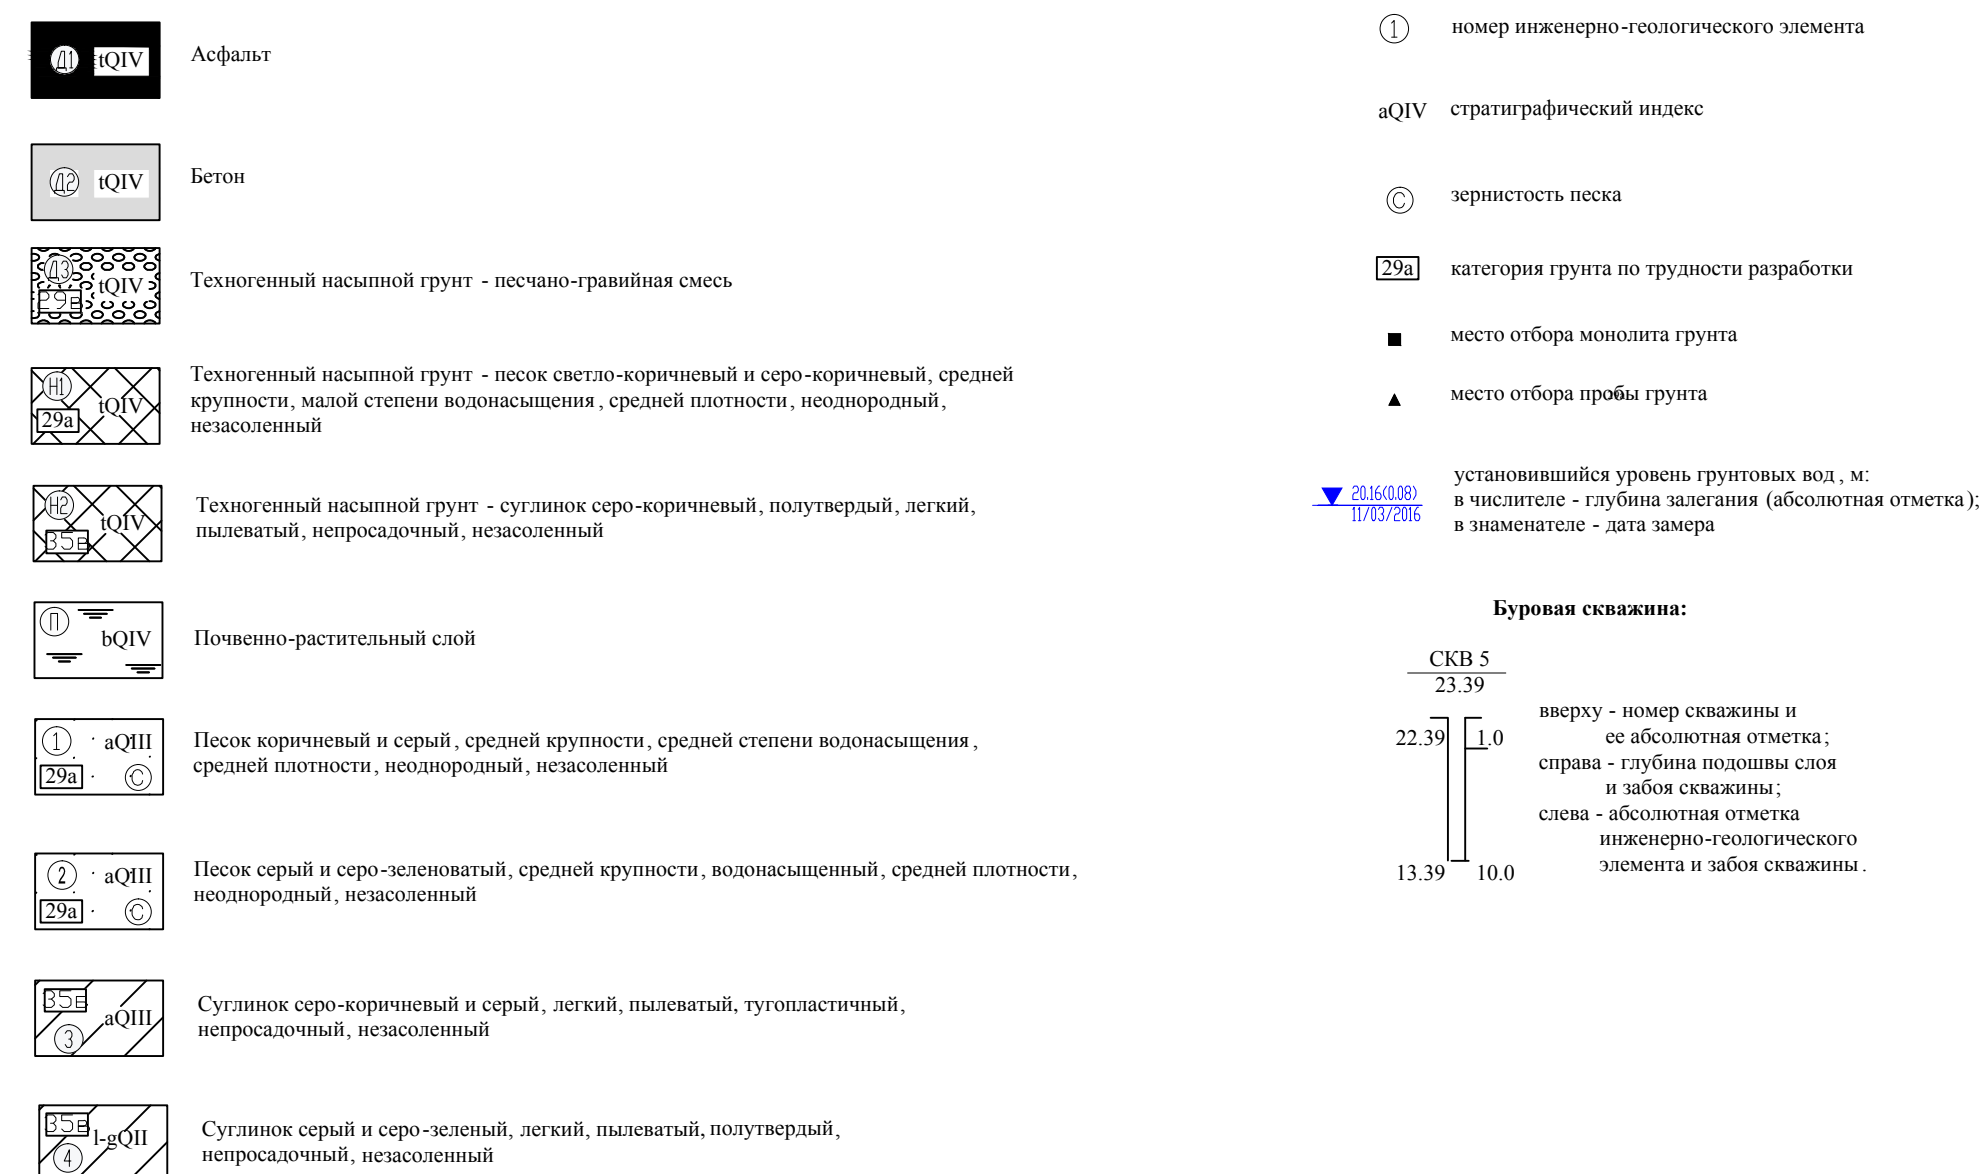 Д1 tQIV Асфальт
Д2 tQIV Бетон
Д3 tQIV
29в
Техногенный насыпной грунт - песчано-гравийная смесь
Н1 tQIV
29а
Техногенный насыпной грунт - песок светло-коричневый и серо-коричневый, средней
крупности, малой степени водонасыщения, средней плотности, неоднородный,
незасоленный
Н2 tQIV
35в
Техногенный насыпной грунт - суглинок серо-коричневый, полутвердый, легкий,
пылеватый, непросадочный, незасоленный
П bQIV
Почвенно-растительный слой
1 aQIII
29а С
Песок коричневый и серый, средней крупности, средней степени водонасыщения,
средней плотности, неоднородный, незасоленный
2 aQIII
29а С
Песок серый и серо-зеленоватый, средней крупности, водонасыщенный, средней плотности,
неоднородный, незасоленный
35в aQIII
3
Суглинок серо-коричневый и серый, легкий, пылеватый, тугопластичный,
непросадочный, незасоленный
35в l-gQII
4
Суглинок серый и серо-зеленый, легкий, пылеватый, полутвердый,
непросадочный, незасоленный
1 номер инженерно-геологического элемента
aQIV стратиграфический индекс
С зернистость песка
29а категория грунта по трудности разработки
место отбора монолита грунта
место отбора пробы грунта
20.16(0.08)
11/03/2016
установившийся уровень грунтовых вод, м:
в числителе - глубина залегания (абсолютная отметка);
в знаменателе - дата замера
Буровая скважина:
СКВ 5
23.39
22.39 1.0
13.39 10.0
вверху - номер скважины и
ее абсолютная отметка;
справа - глубина подошвы слоя
и забоя скважины;
слева - абсолютная отметка
инженерно-геологического
элемента и забоя скважины.